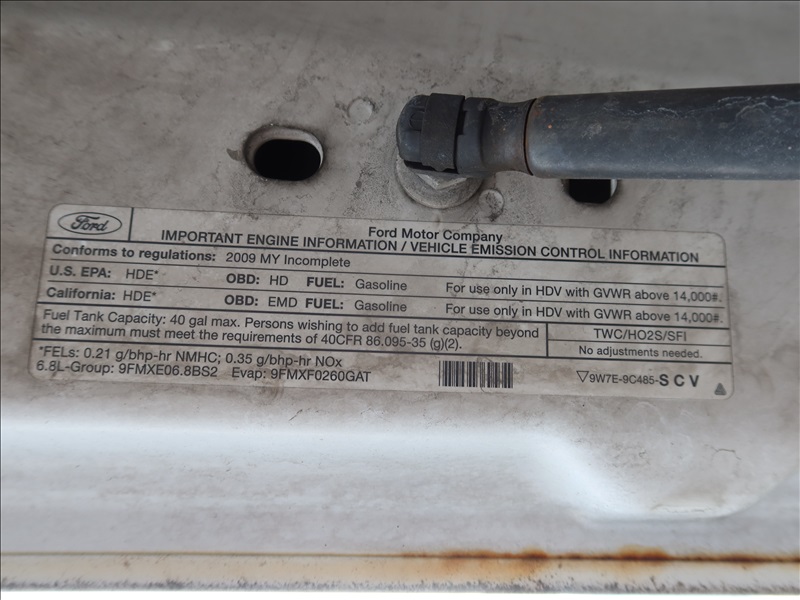 Ford
Ford Motor Company
IMPORTANT ENGINE INFORMATION / VEHICLE EMISSION CONTROL INFORMATION
Conforms to regulations: 2009 MY Incomplete
U.S. EPA: HDE* OBD: HD FUEL: Gasoline For use only in HDV with GVWR above 14,000#.
California: HDE* OBD: EMD FUEL: Gasoline For use only in HDV with GVWR above 14,000#.
Fuel Tank Capacity: 40 gal max. Persons wishing to add fuel tank capacity beyond
the maximum must meet the requirements of 40CFR 86.095-35 (g)(2).
TWC/HO2S/SFI
No adjustments needed.
*FELs: 0.21 g/bhp-hr NMHC; 0.35 g/bhp-hr NOx
6.8L-Group: 9FMXE06.8BS2 Evap: 9FMXF0260GAT
9W7E-9C485-S C V